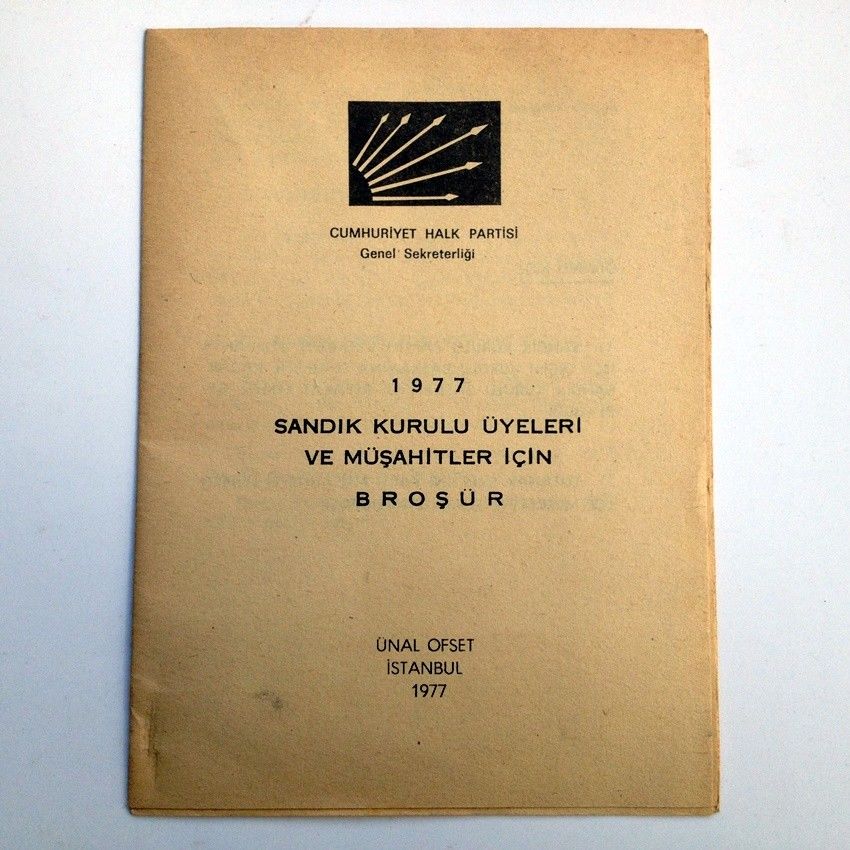 CUMHURİYET HALK PARTİSİ
Genel Sekreterliği
1977
SANDIK KURULU ÜYELERİ
VE MÜŞAHİTLER İÇİN
BROŞÜR
ÜNAL OFSET
İSTANBUL
1977